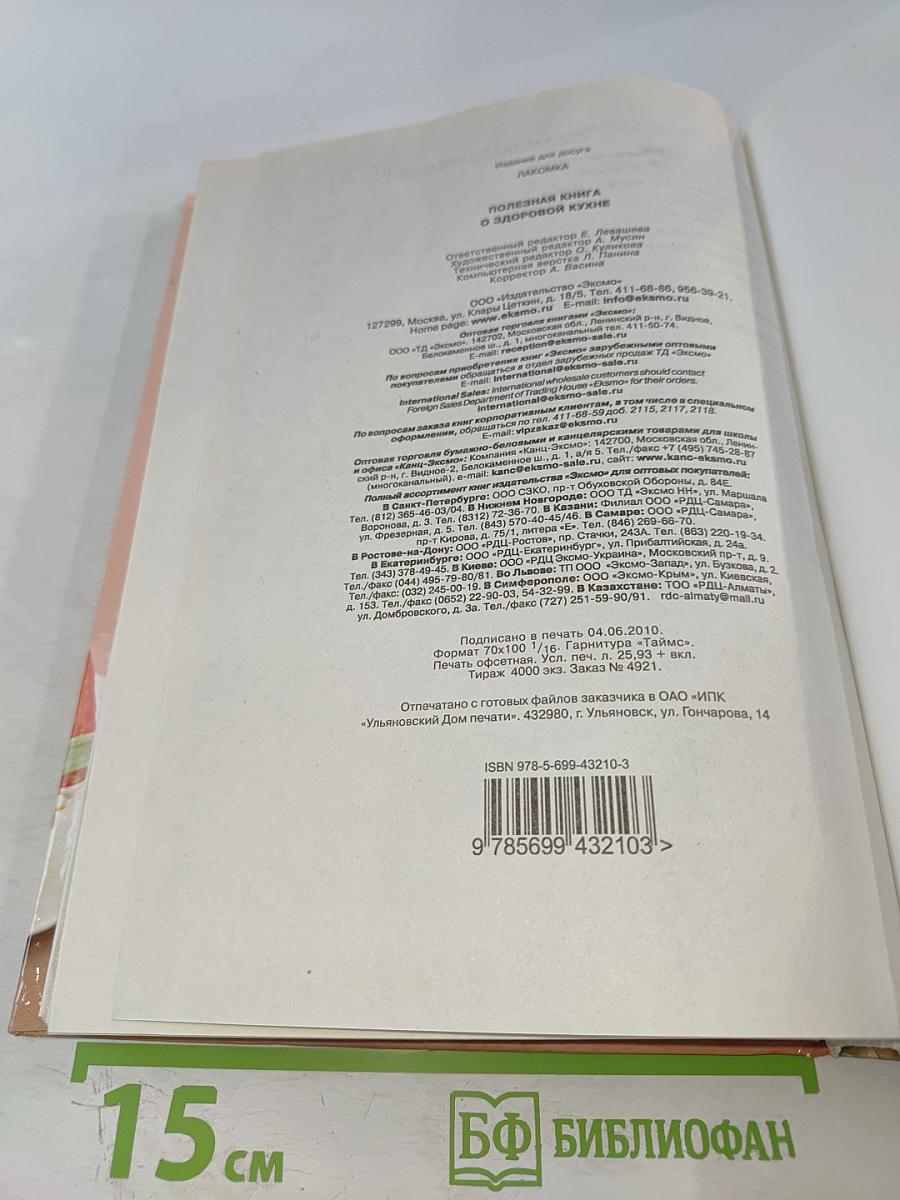 Издание для досуга
ЛАКОМКА
ПОЛЕЗНАЯ КНИГА
О ЗДОРОВОЙ КУХНЕ
Ответственный редактор Е. Левашева
Художественный редактор А. Мусин
Технический редактор О. Куликова
Компьютерная верстка Л. Панина
Корректор А. Васина
ООО «Издательство «Эксмо»
127299, Москва, ул. Клары Цеткин, д. 18/5. Тел. 411-68-86, 956-39-21,
Home page: www.eksmo.ru E-mail: info@eksmo.ru
Оптовая торговля книгами «Эксмо»:
ООО «ТД «Эксмо». 142702, Московская обл., Ленинский р-н, г. Видное,
Белокаменное ш., д. 1, многоканальный тел. 411-50-74.
E-mail: reception@eksmo-sale.ru
По вопросам приобретения книг «Эксмо» зарубежными оптовыми
покупателями обращаться в отдел зарубежных продаж ТД «Эксмо»
E-mail: international@eksmo-sale.ru
International Sales: International wholesale customers should contact
Foreign Sales Department of Trading House «Eksmo» for their orders.
international@eksmo-sale.ru
По вопросам заказа книг корпоративным клиентам, в том числе в специальном
оформлении, обращаться по тел. 411-68-59 доб. 2115, 2117, 2118.
E-mail: vipzakaz@eksmo.ru
Оптовая торговля бумажно-беловыми и канцелярскими товарами для школы
и офиса «Канц-Эксмо»: Компания «Канц-Эксмо»: 142700, Московская обл., Ленин-
ский р-н, г. Видное-2, Белокаменное ш., д. 1, а/я 5. Тел./факс +7 (495) 745-28-87
(многоканальный). e-mail: kanc@eksmo-sale.ru, сайт: www.kanc-eksmo.ru
Полный ассортимент книг издательства «Эксмо» для оптовых покупателей:
В Санкт-Петербурге: ООО СЗКО, пр-т Обуховской Обороны, д. 84Е.
Тел. (812) 365-46-03/04. В Нижнем Новгороде: ООО ТД «Эксмо НН», ул. Маршала
Воронова, д. 3. Тел. (8312) 72-36-70. В Казани: Филиал ООО «РДЦ-Самара»,
ул. Фрезерная, д. 5. Тел. (843) 570-40-45/46. В Самаре: ООО «РДЦ-Самара»,
пр-т Кирова, д. 75/1, литера «Е». Тел. (846) 269-66-70.
В Ростове-на-Дону: ООО «РДЦ-Ростов», пр. Стачки, 243А. Тел. (863) 220-19-34.
В Екатеринбурге: ООО «РДЦ-Екатеринбург», ул. Прибалтийская, д. 24а.
Тел. (343) 378-49-45. В Киеве: ООО «РДЦ Эксмо-Украина», Московский пр-т, д. 9.
Тел./факс (044) 495-79-80/81. Во Львове: ТП ООО «Эксмо-Запад», ул. Бузкова, д. 2.
Тел./факс: (032) 245-00-19. В Симферополе: ООО «Эксмо-Крым», ул. Киевская,
д. 153. Тел./факс (0652) 22-90-03, 54-32-99. В Казахстане: ТОО «РДЦ-Алматы»,
ул. Домбровского, д. 3а. Тел./факс (727) 251-59-90/91. rdc-almaty@mail.ru
Подписано в печать 04.06.2010.
Формат 70x100 1/16. Гарнитура «Таймс».
Печать офсетная. Усл. печ. л. 25,93 + вкл.
Тираж 4000 экз. Заказ № 4921.
Отпечатано с готовых файлов заказчика в ОАО «ИПК
«Ульяновский Дом печати». 432980, г. Ульяновск, ул. Гончарова, 14
ISBN 978-5-699-43210-3
9 785699 432103 >
15 см
БФ БИБЛИОФАН